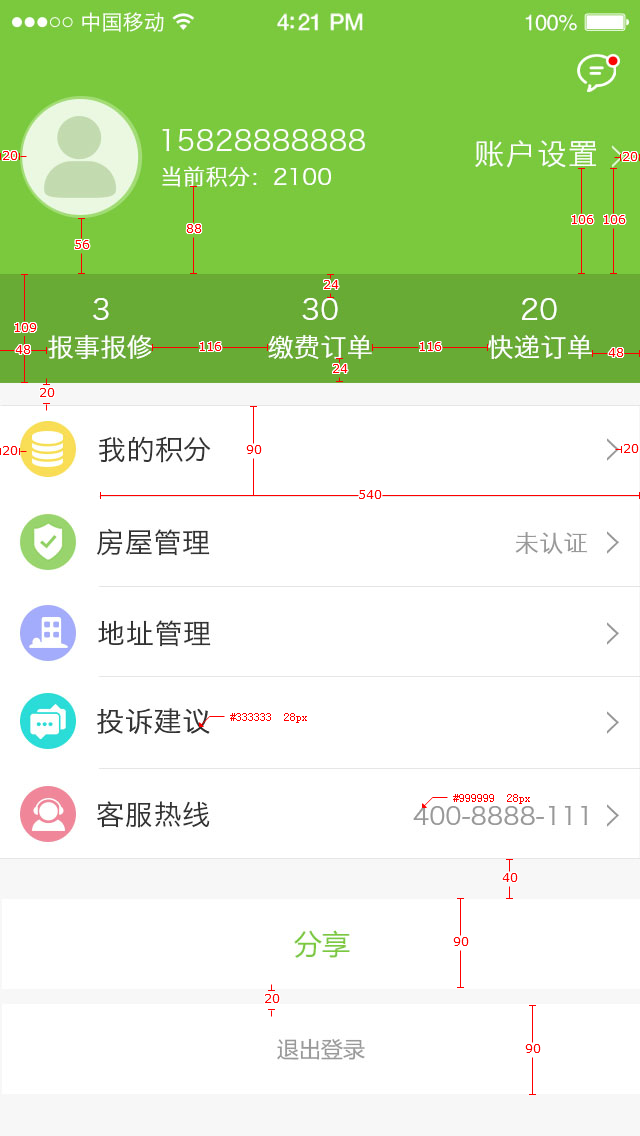 中国移动 4:21 PM 100%
15828888888
账户设置
当前积分：2100
20
20
106
106
88
56
24
3
30
20
109
48
报事报修
116
缴费订单
116
快递订单
48
24
20
20
我的积分
90
20
540
房屋管理
未认证
地址管理
投诉建议
#333333 28px
客服热线
#999999 28px
400-8888-111
40
分享
90
20
退出登录
90